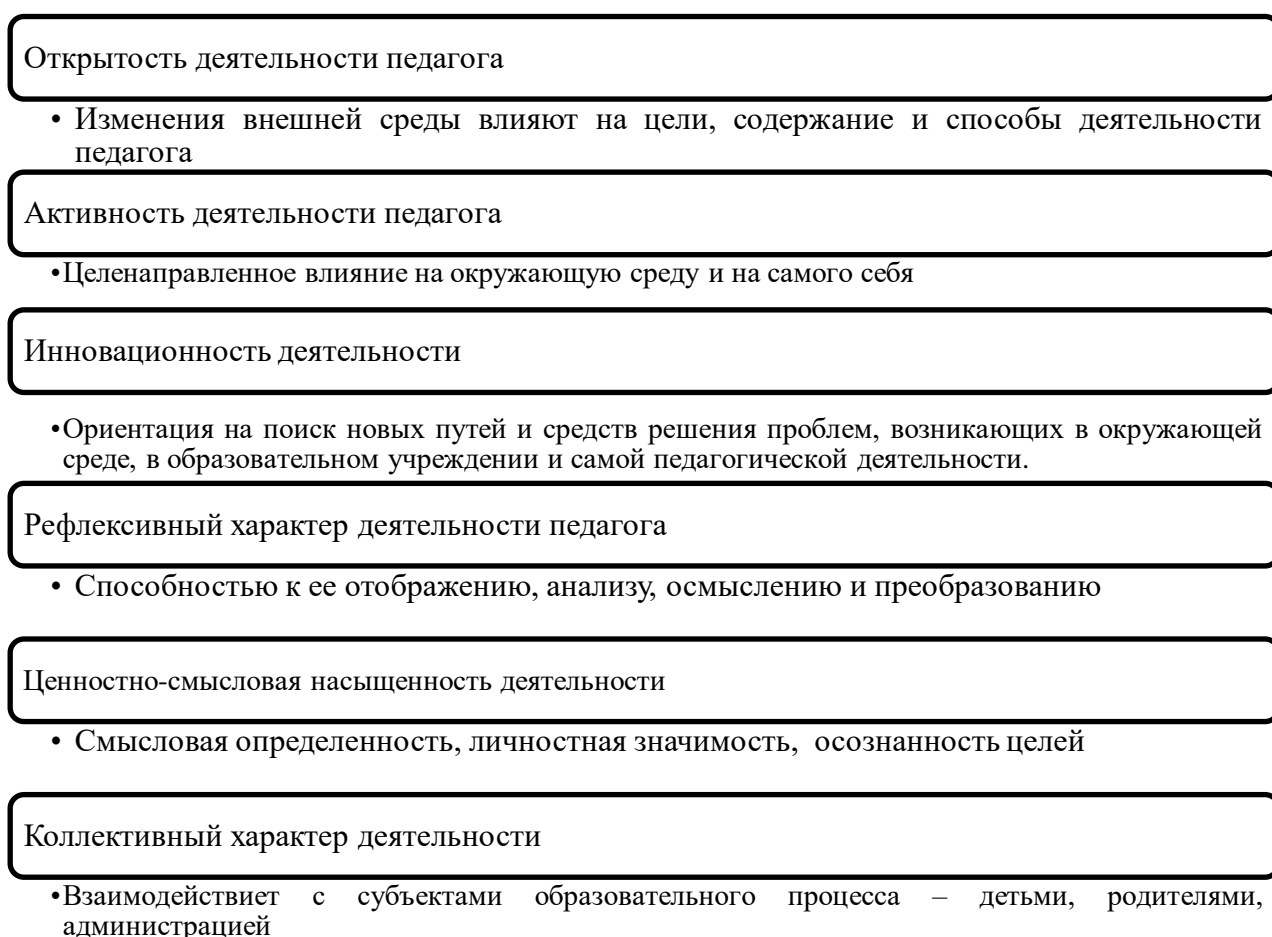 Открытость деятельности педагога
• Изменения внешней среды влияют на цели, содержание и способы деятельности
педагога
Активность деятельности педагога
•Целенаправленное влияние на окружающую среду и на самого себя
Инновационность деятельности
•Ориентация на поиск новых путей и средств решения проблем, возникающих в окружающей
среде, в образовательном учреждении и самой педагогической деятельности.
Рефлексивный характер деятельности педагога
• Способностью к ее отображению, анализу, осмыслению и преобразованию
Ценностно-смысловая насыщенность деятельности
• Смысловая определенность, личностная значимость, осознанность целей
Коллективный характер деятельности
•Взаимодействиет с субъектами образовательного процесса – детьми, родителями,
администрацией